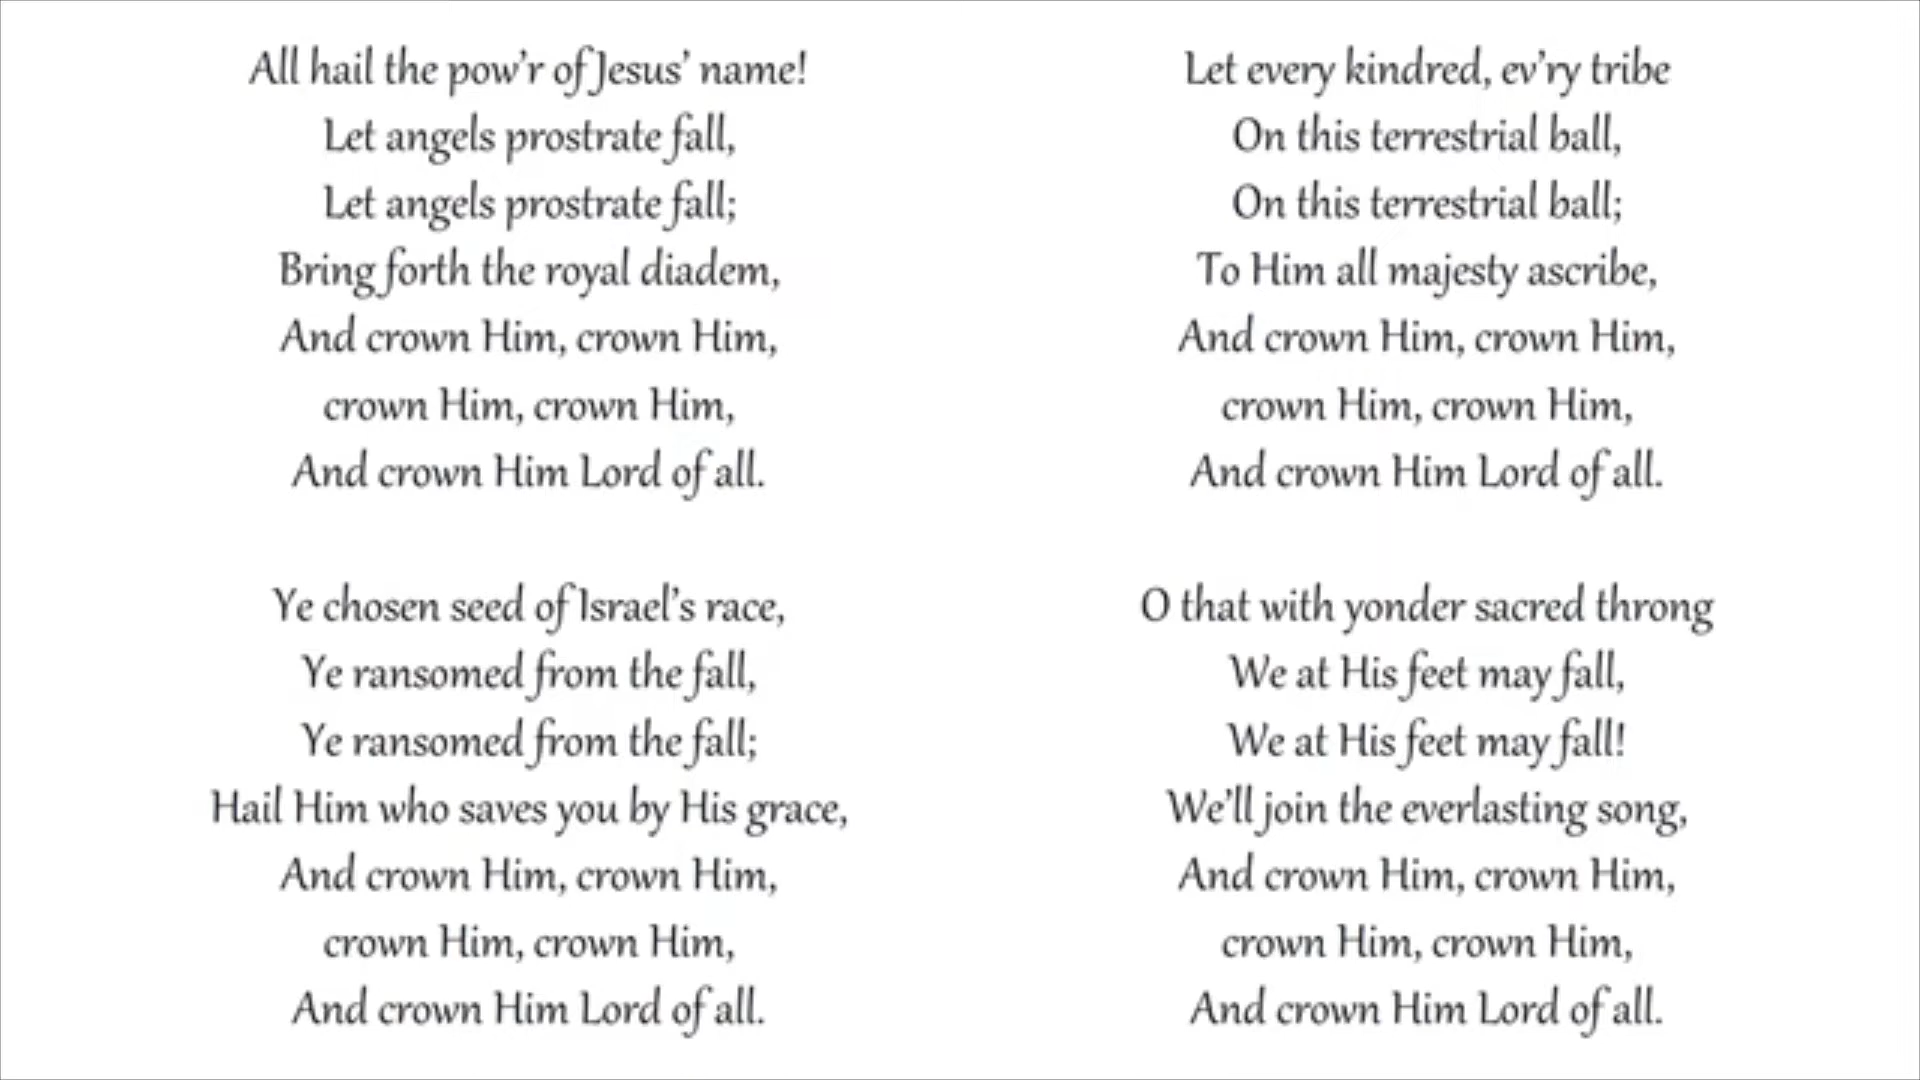 All hail the pow’r of Jesus’ name!
Let angels prostrate fall,
Let angels prostrate fall;
Bring forth the royal diadem,
And crown Him, crown Him,
crown Him, crown Him,
And crown Him Lord of all.
Ye chosen seed of Israel’s race,
Ye ransomed from the fall,
Ye ransomed from the fall;
Hail Him who saves you by His grace,
And crown Him, crown Him,
crown Him, crown Him,
And crown Him Lord of all.
Let every kindred, ev’ry tribe
On this terrestrial ball,
On this terrestrial ball;
To Him all majesty ascribe,
And crown Him, crown Him,
crown Him, crown Him,
And crown Him Lord of all.
O that with yonder sacred throng
We at His feet may fall,
We at His feet may fall!
We’ll join the everlasting song,
And crown Him, crown Him,
crown Him, crown Him,
And crown Him Lord of all.